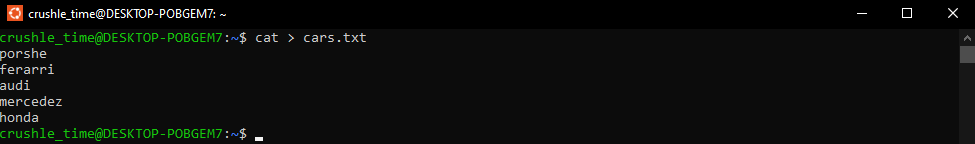 crushle_time@DESKTOP-POBGEM7: ~
crushle_time@DESKTOP-POBGEM7:~$ cat > cars.txt
porshe
ferarri
audi
mercedez
honda
crushle_time@DESKTOP-POBGEM7:~$